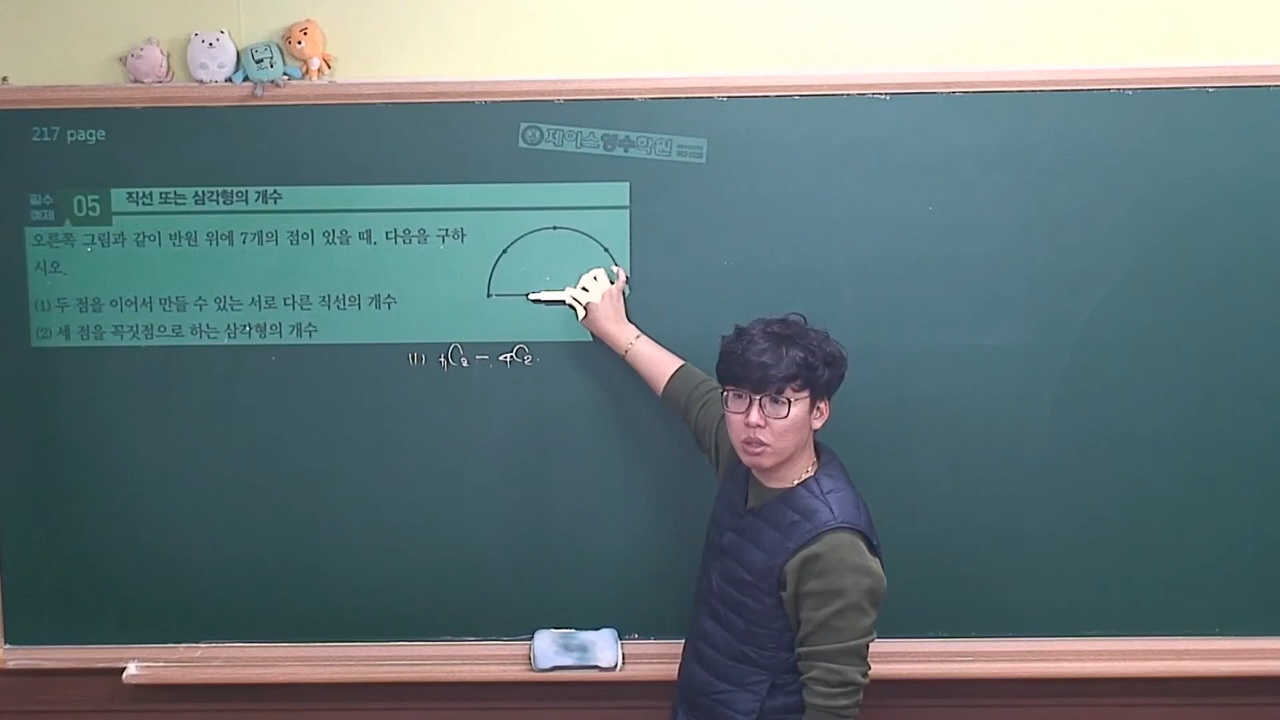 217 page
제이스영수학원
필수 예제 05 직선 또는 삼각형의 개수
오른쪽 그림과 같이 반원 위에 7개의 점이 있을 때, 다음을 구하
시오.
(1) 두 점을 이어서 만들 수 있는 서로 다른 직선의 개수
(2) 세 점을 꼭짓점으로 하는 삼각형의 개수
(1) 7C2 - 4C2